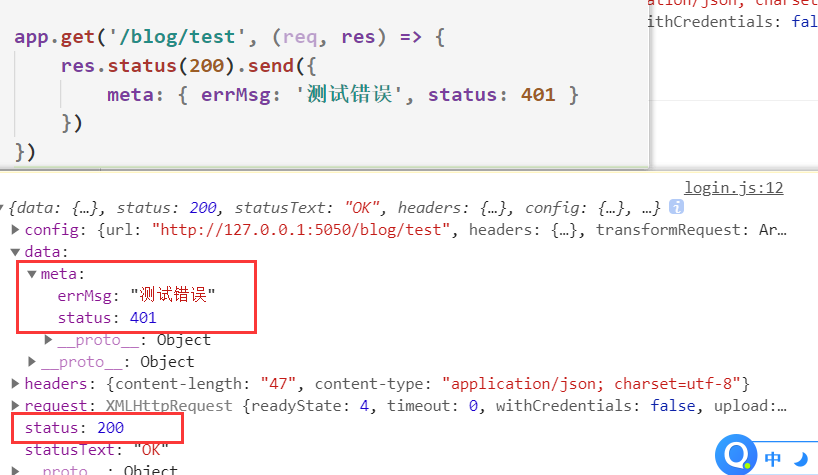 ation/json; charset
app.get('/blog/test', (req, res) => {
ithCredentials: fal
res.status(200).send({
meta: { errMsg: '测试错误', status: 401 }
})
})
login.js:12
{data: {…}, status: 200, statusText: "OK", headers: {…}, config: {…}, …} i
config: {url: "http://127.0.0.1:5050/blog/test", headers: {…}, transformRequest: Ar…
data:
meta:
errMsg: "测试错误"
status: 401
__proto__: Object
__proto__: Object
headers: {content-length: "47", content-type: "application/json; charset=utf-8"}
request: XMLHttpRequest {readyState: 4, timeout: 0, withCredentials: false, upload:…
status: 200
statusText: "OK"
__proto__: Object
中